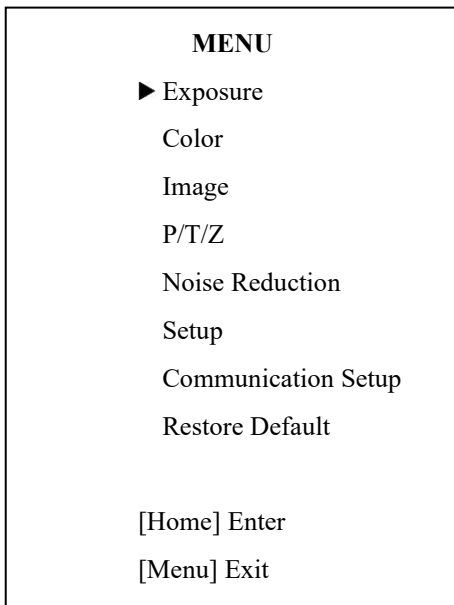 MENU
▶ Exposure
Color
Image
P/T/Z
Noise Reduction
Setup
Communication Setup
Restore Default
[Home] Enter
[Menu] Exit